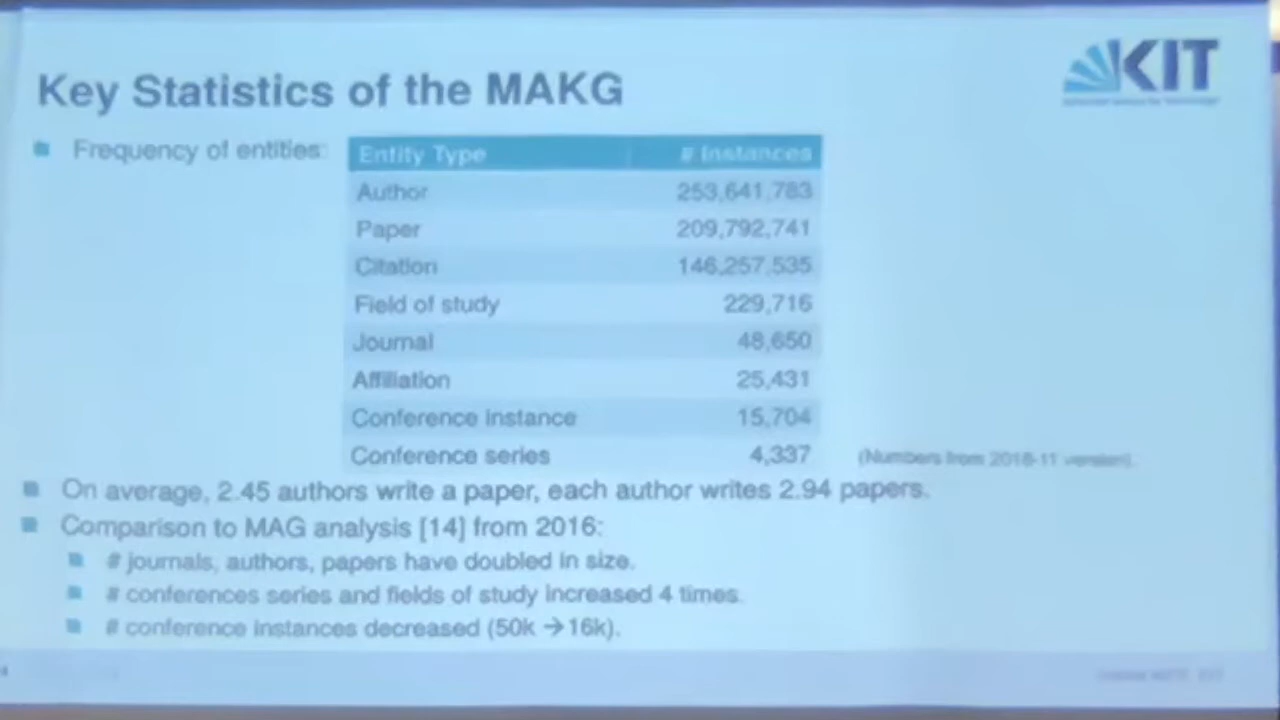 Key Statistics of the MAKG
KIT
Frequency of entities:
Entity Type # Instances
Author 253,641,783
Paper 209,792,741
Citation 146,257,535
Field of study 229,716
Journal 48,650
Affiliation 25,431
Conference instance 15,704
Conference series 4,337 (Numbers from 2018-11 version).
On average, 2.45 authors write a paper, each author writes 2.94 papers.
Comparison to MAG analysis [14] from 2016:
# journals, authors, papers have doubled in size.
# conferences series and fields of study increased 4 times.
# conference instances decreased (50k → 16k).